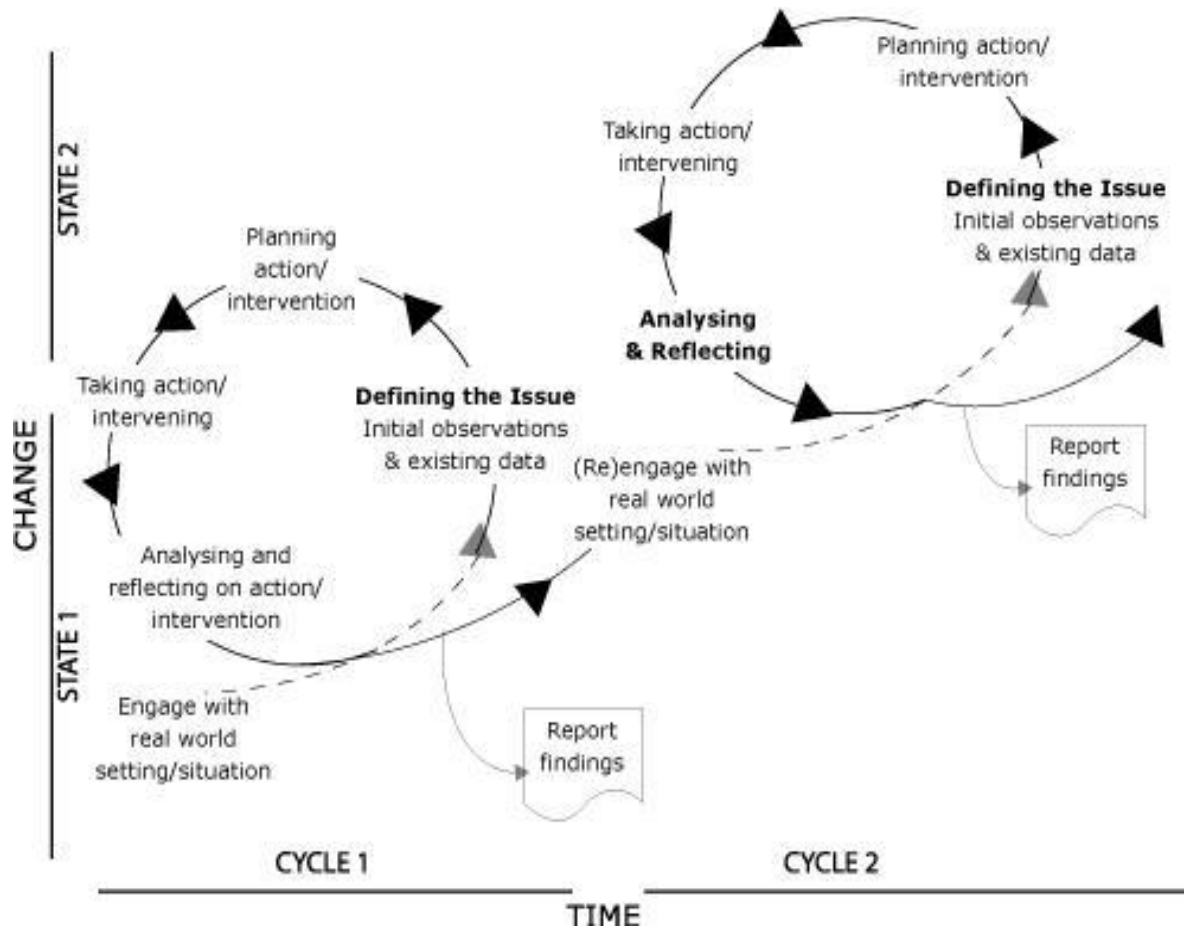 Planning action/
intervention
Taking action/
intervening
Defining the Issue
Initial observations
& existing data
Analysing
& Reflecting
(Re)engage with
real world
setting/situation
Report
findings
STATE 2
Planning
action/
intervention
Taking action/
intervening
Defining the Issue
Initial observations
& existing data
Analysing and
reflecting on action/
intervention
Engage with
real world
setting/situation
Report
findings
CHANGE
STATE 1
CYCLE 1
CYCLE 2
TIME